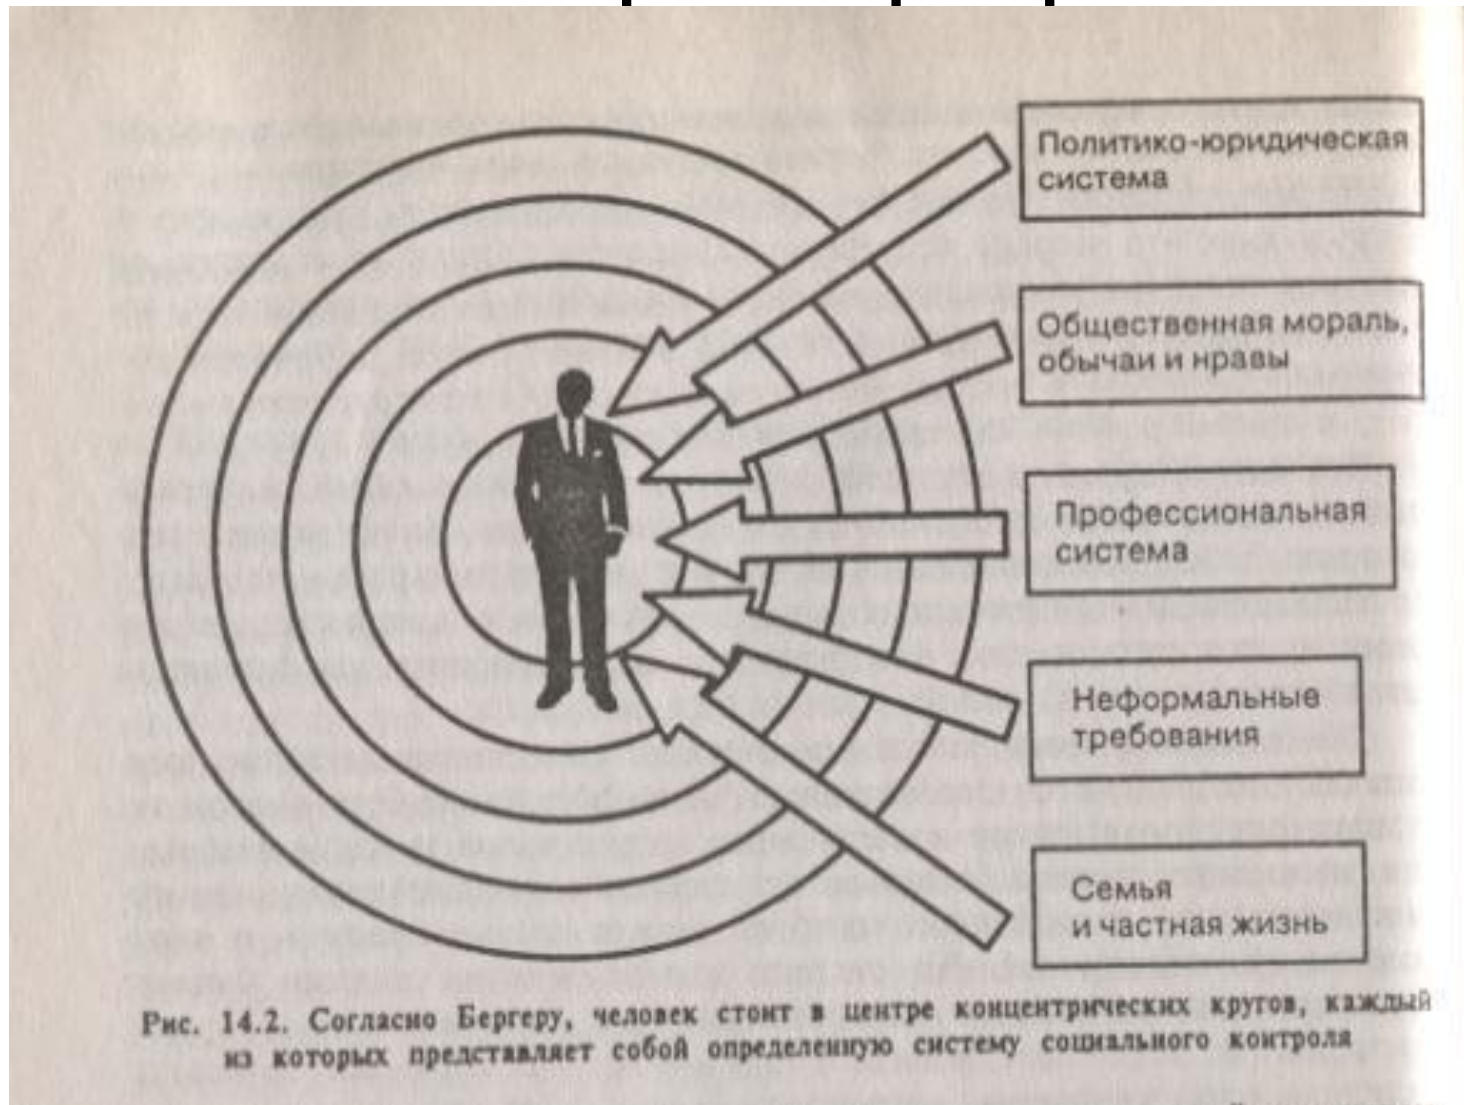 Политико-юридическая
система
Общественная мораль,
обычаи и нравы
Профессиональная
система
Неформальные
требования
Семья
и частная жизнь
Рис. 14.2. Согласно Бергеру, человек стоит в центре концентрических кругов, каждый
из которых представляет собой определенную систему социального контроля